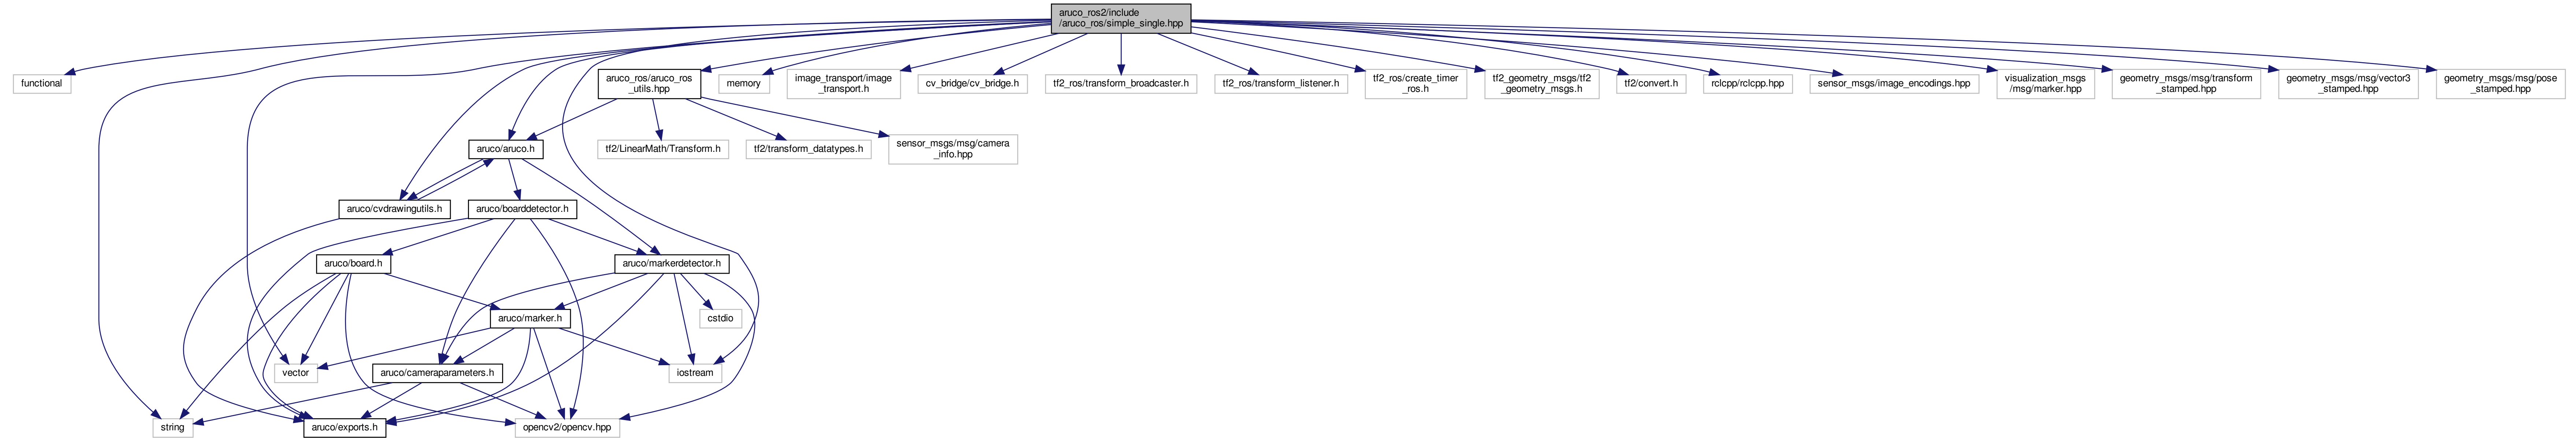 aruco_ros2/include
/aruco_ros/simple_single.hpp
functional
aruco_ros/aruco_ros
_utils.hpp
memory
image_transport/image
_transport.h
cv_bridge/cv_bridge.h
tf2_ros/transform_broadcaster.h
tf2_ros/transform_listener.h
tf2_ros/create_timer
_ros.h
tf2_geometry_msgs/tf2
_geometry_msgs.h
tf2/convert.h
rclcpp/rclcpp.hpp
sensor_msgs/image_encodings.hpp
visualization_msgs
/msg/marker.hpp
geometry_msgs/msg/transform
_stamped.hpp
geometry_msgs/msg/vector3
_stamped.hpp
geometry_msgs/msg/pose
_stamped.hpp
aruco/aruco.h
tf2/LinearMath/Transform.h
tf2/transform_datatypes.h
sensor_msgs/msg/camera
_info.hpp
aruco/cvdrawingutils.h
aruco/boarddetector.h
aruco/board.h
aruco/markerdetector.h
aruco/marker.h
cstdio
vector
aruco/cameraparameters.h
iostream
string
aruco/exports.h
opencv2/opencv.hpp